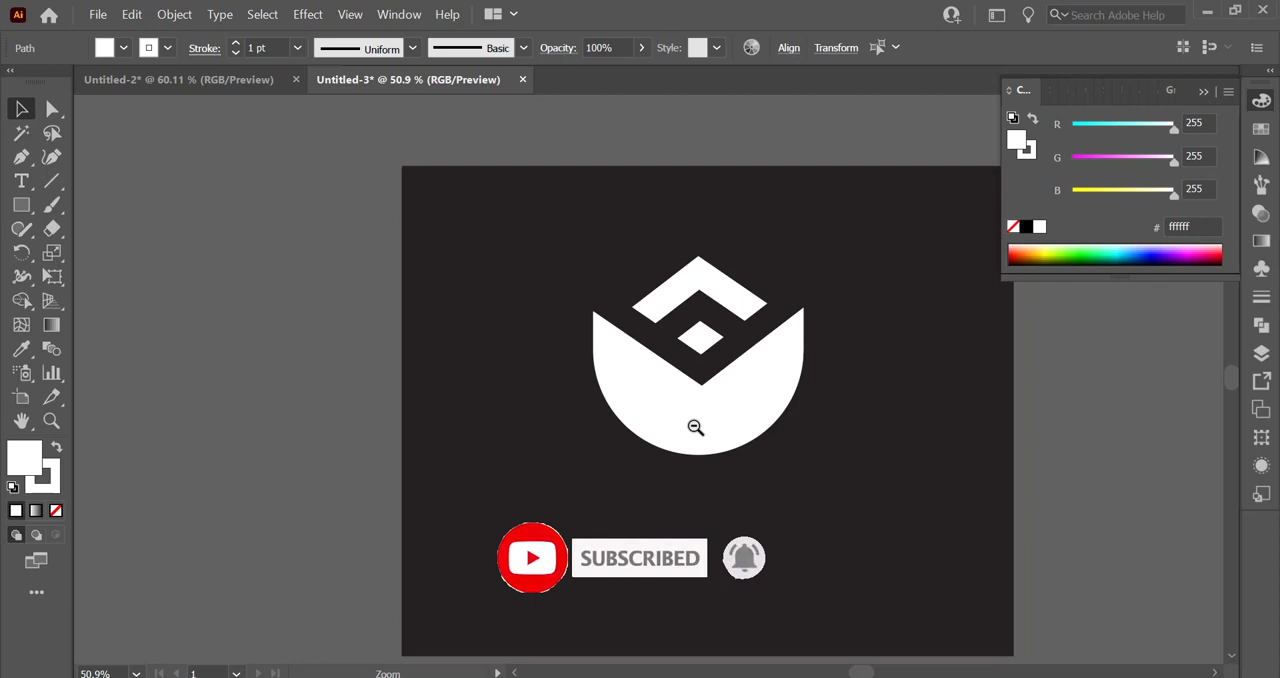 Ai File Edit Object Type Select Effect View Window Help Search Adobe Help
Path Stroke: 1 pt Uniform Basic Opacity: 100% Style: Align Transform
Untitled-2* @ 60.11 % (RGB/Preview) × Untitled-3* @ 50.9 % (RGB/Preview) ×
C...
R 255
G 255
B 255
# ffffff
SUBSCRIBED
50.9% 1 Zoom